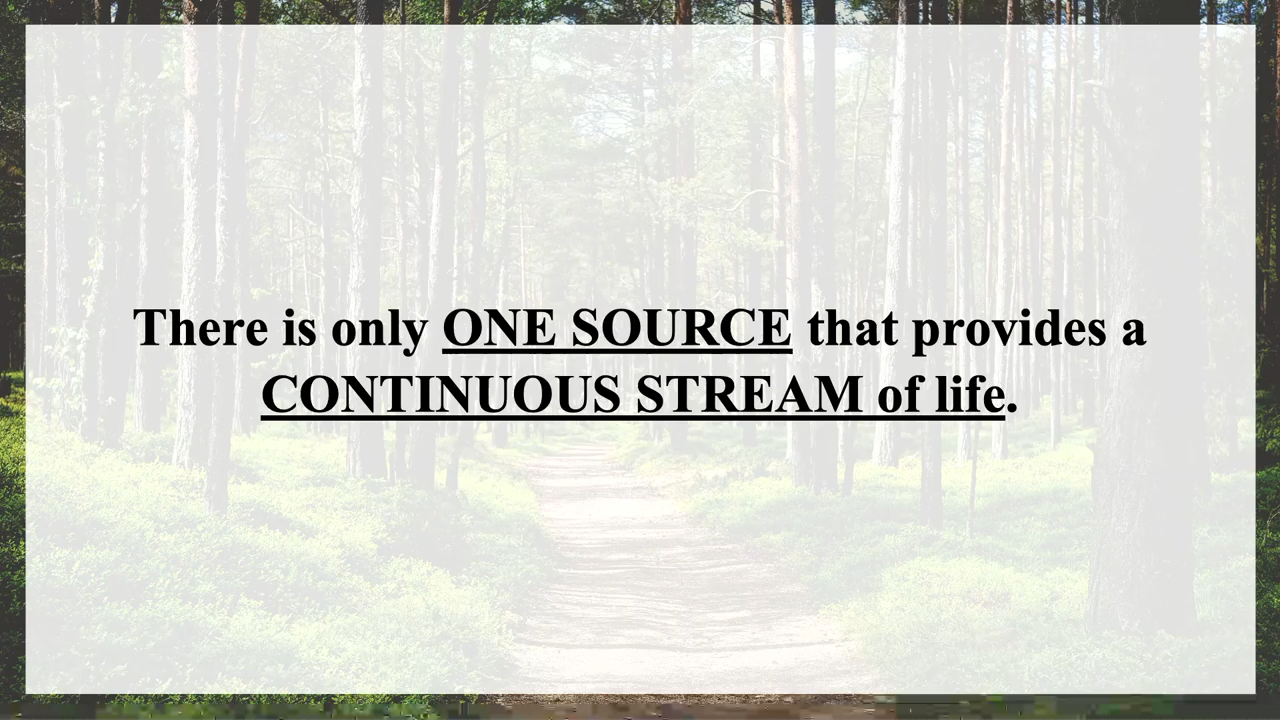 There is only ONE SOURCE that provides a
CONTINUOUS STREAM of life.